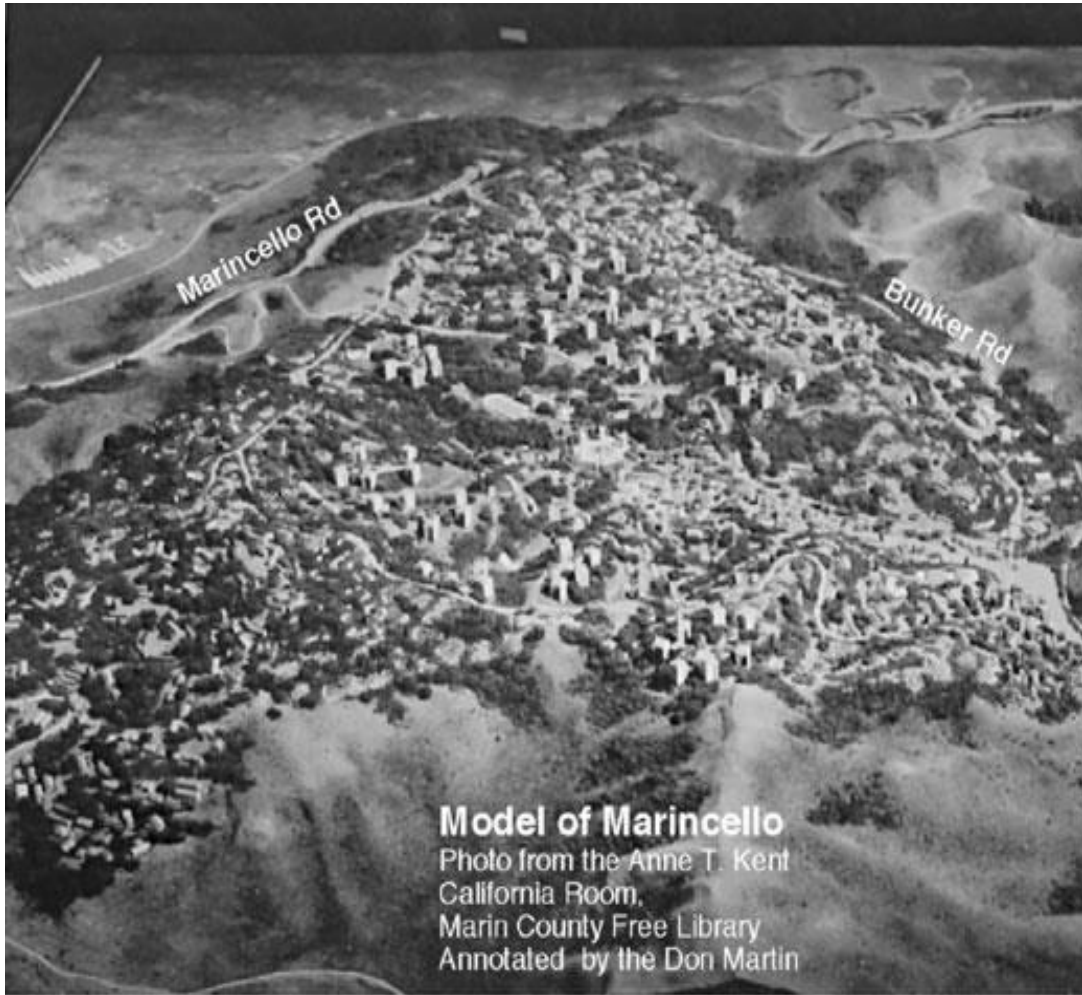 Marincello Rd
Bunker Rd
Model of Marincello
Photo from the Anne T. Kent
California Room,
Marin County Free Library
Annotated by the Don Martin